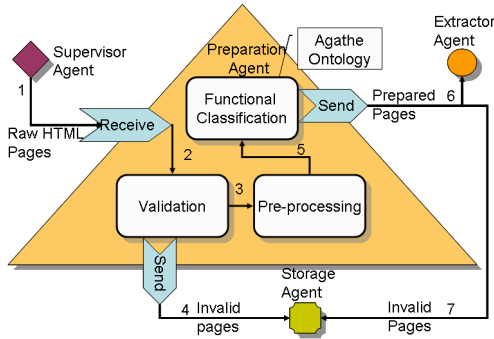 Supervisor
Agent
1
Raw HTML
Pages
Receive
2
Preparation
Agent
Agathe
Ontology
Functional
Classification
Send
Prepared
Pages
6
Extractor
Agent
5
Validation
3
Pre-processing
Send
4 Invalid
pages
Storage
Agent
Invalid 7
Pages